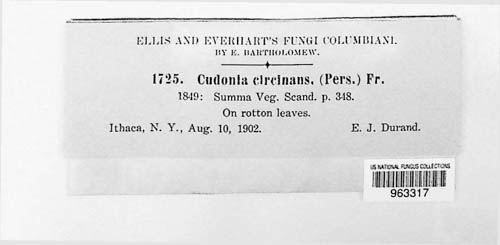 ELLIS AND EVERHART'S FUNGI COLUMBIANI.
BY E. BARTHOLOMEW.
1725. Cudonia circinans, (Pers.) Fr.
1849: Summa Veg. Scand. p. 348.
On rotton leaves.
Ithaca, N. Y., Aug. 10, 1902. E. J. Durand.
US NATIONAL FUNGUS COLLECTIONS
963317